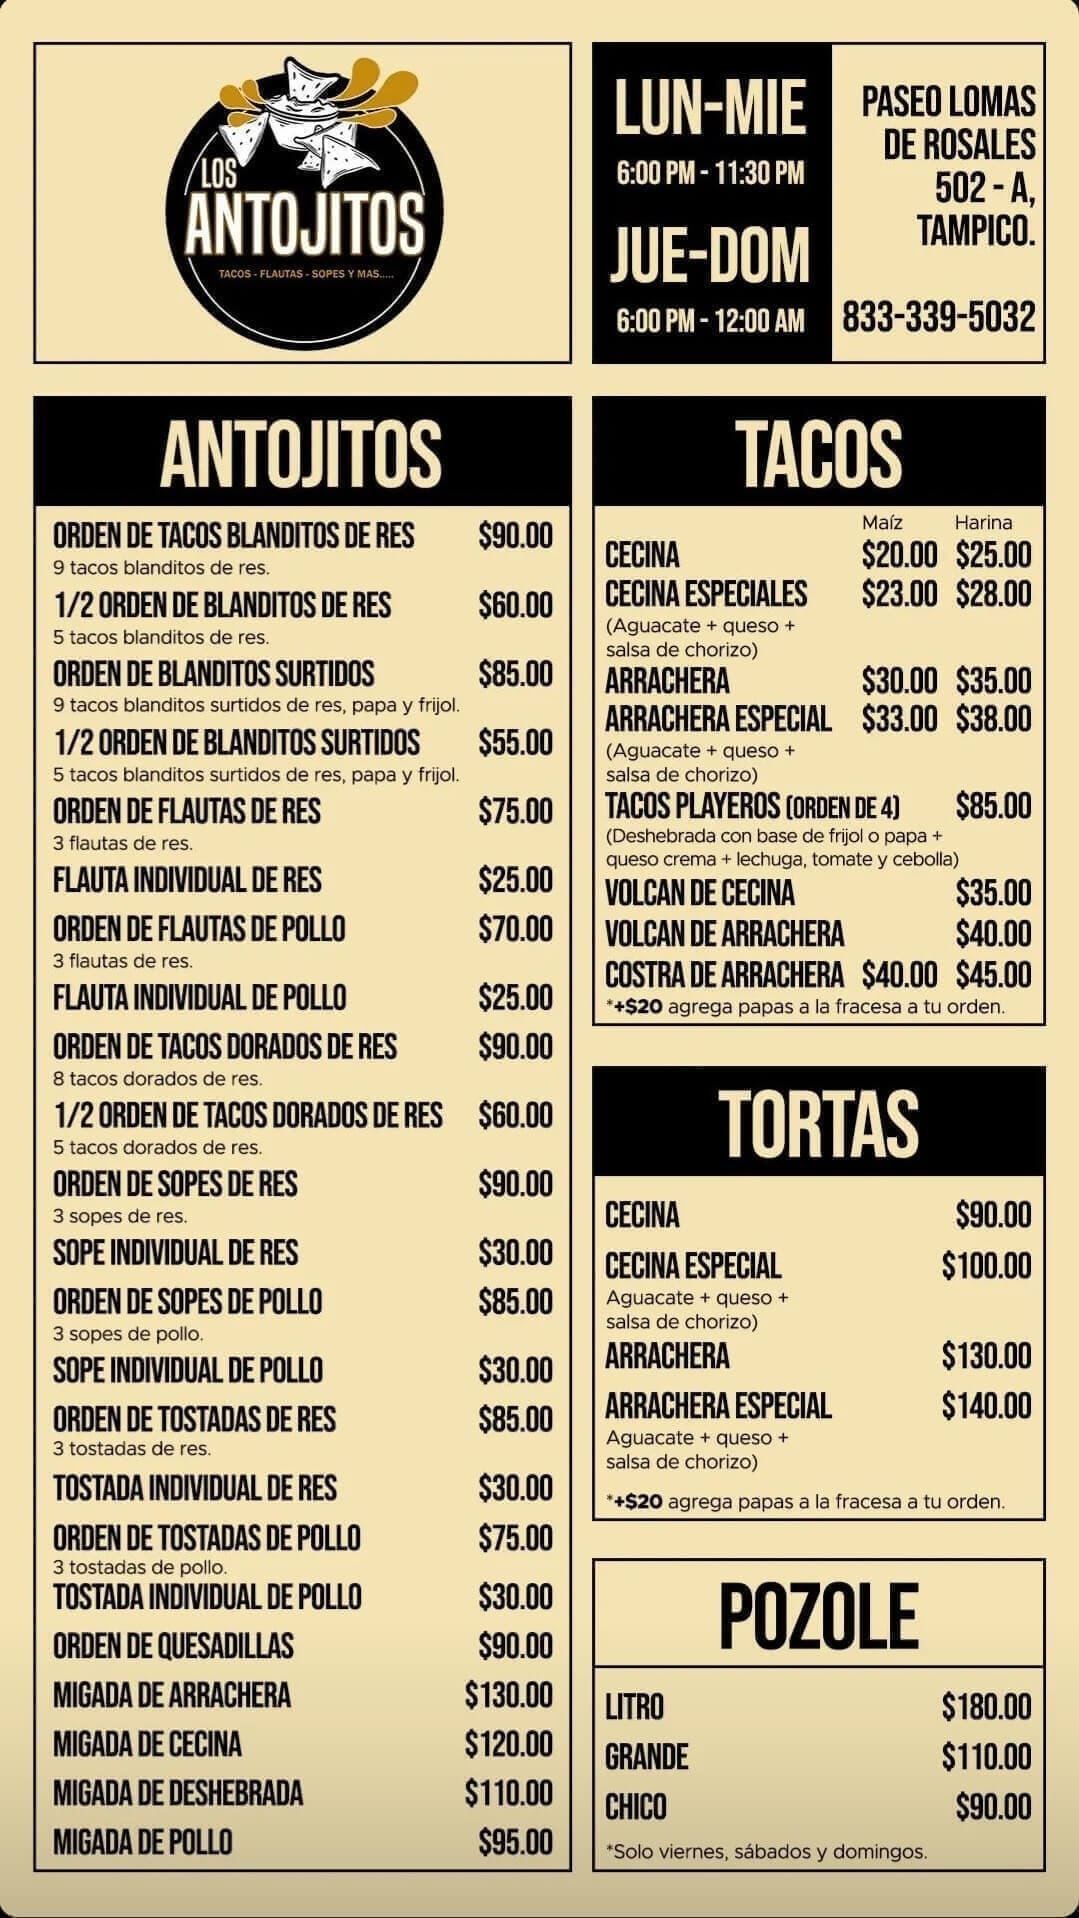 LOS
ANTOJITOS
TACOS - FLAUTAS - SOPES Y MAS.....
LUN-MIE
6:00 PM - 11:30 PM
JUE-DOM
6:00 PM - 12:00 AM
PASEO LOMAS
DE ROSALES
502 - A,
TAMPICO.
833-339-5032
ANTOJITOS
ORDEN DE TACOS BLANDITOS DE RES $90.00
9 tacos blanditos de res.
1/2 ORDEN DE BLANDITOS DE RES $60.00
5 tacos blanditos de res.
ORDEN DE BLANDITOS SURTIDOS $85.00
9 tacos blanditos surtidos de res, papa y frijol.
1/2 ORDEN DE BLANDITOS SURTIDOS $55.00
5 tacos blanditos surtidos de res, papa y frijol.
ORDEN DE FLAUTAS DE RES $75.00
3 flautas de res.
FLAUTA INDIVIDUAL DE RES $25.00
ORDEN DE FLAUTAS DE POLLO $70.00
3 flautas de res.
FLAUTA INDIVIDUAL DE POLLO $25.00
ORDEN DE TACOS DORADOS DE RES $90.00
8 tacos dorados de res.
1/2 ORDEN DE TACOS DORADOS DE RES $60.00
5 tacos dorados de res.
ORDEN DE SOPES DE RES $90.00
3 sopes de res.
SOPE INDIVIDUAL DE RES $30.00
ORDEN DE SOPES DE POLLO $85.00
3 sopes de pollo.
SOPE INDIVIDUAL DE POLLO $30.00
ORDEN DE TOSTADAS DE RES $85.00
3 tostadas de res.
TOSTADA INDIVIDUAL DE RES $30.00
ORDEN DE TOSTADAS DE POLLO $75.00
3 tostadas de pollo.
TOSTADA INDIVIDUAL DE POLLO $30.00
ORDEN DE QUESADILLAS $90.00
MIGADA DE ARRACHERA $130.00
MIGADA DE CECINA $120.00
MIGADA DE DESHEBRADA $110.00
MIGADA DE POLLO $95.00
TACOS
Maíz Harina
CECINA $20.00 $25.00
CECINA ESPECIALES $23.00 $28.00
(Aguacate + queso +
salsa de chorizo)
ARRACHERA $30.00 $35.00
ARRACHERA ESPECIAL $33.00 $38.00
(Aguacate + queso +
salsa de chorizo)
TACOS PLAYEROS (ORDEN DE 4) $85.00
(Deshebrada con base de frijol o papa +
queso crema + lechuga, tomate y cebolla)
VOLCAN DE CECINA $35.00
VOLCAN DE ARRACHERA $40.00
COSTRA DE ARRACHERA $40.00 $45.00
*+$20 agrega papas a la fracesa a tu orden.
TORTAS
CECINA $90.00
CECINA ESPECIAL $100.00
Aguacate + queso +
salsa de chorizo)
ARRACHERA $130.00
ARRACHERA ESPECIAL $140.00
Aguacate + queso +
salsa de chorizo)
*+$20 agrega papas a la fracesa a tu orden.
POZOLE
LITRO $180.00
GRANDE $110.00
CHICO $90.00
*Solo viernes, sábados y domingos.